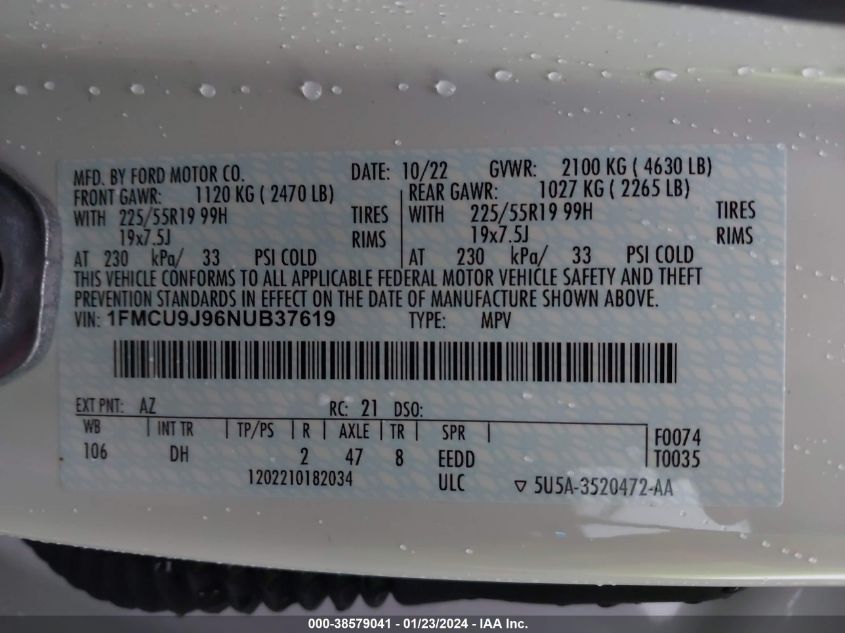 MFD. BY FORD MOTOR CO. DATE: 10/22 GVWR: 2100 KG ( 4630 LB)
FRONT GAWR: 1120 KG ( 2470 LB) REAR GAWR: 1027 KG ( 2265 LB)
WITH 225/55R19 99H TIRES WITH 225/55R19 99H TIRES
19x7.5J RIMS 19x7.5J RIMS
AT 230 kPa/ 33 PSI COLD AT 230 kPa/ 33 PSI COLD
THIS VEHICLE CONFORMS TO ALL APPLICABLE FEDERAL MOTOR VEHICLE SAFETY AND THEFT
PREVENTION STANDARDS IN EFFECT ON THE DATE OF MANUFACTURE SHOWN ABOVE.
VIN: 1FMCU9J96NUB37619 TYPE: MPV
EXT PNT: AZ RC: 21 DSO:
WB INT TR TP/PS R AXLE TR SPR F0074
106 DH 2 47 8 EEDD T0035
1202210182034 ULC ▽ 5U5A-3520472-AA
000-38579041 - 01/23/2024 - IAA Inc.